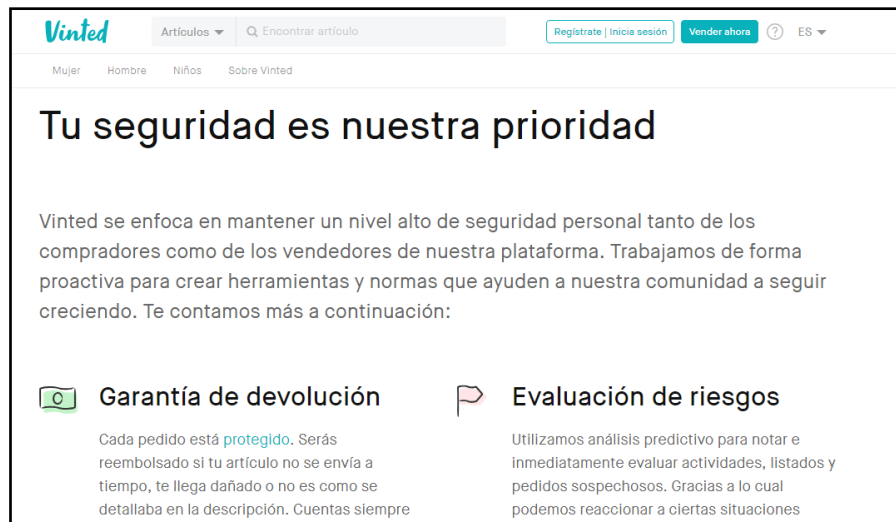 Vinted
Artículos
Encontrar artículo
Regístrate | Inicia sesión
Vender ahora
?
ES
Mujer Hombre Niños Sobre Vinted
Tu seguridad es nuestra prioridad
Vinted se enfoca en mantener un nivel alto de seguridad personal tanto de los
compradores como de los vendedores de nuestra plataforma. Trabajamos de forma
proactiva para crear herramientas y normas que ayuden a nuestra comunidad a seguir
creciendo. Te contamos más a continuación:
Garantía de devolución
Cada pedido está protegido. Serás
reembolsado si tu artículo no se envía a
tiempo, te llega dañado o no es como se
detallaba en la descripción. Cuentas siempre
Evaluación de riesgos
Utilizamos análisis predictivo para notar e
inmediatamente evaluar actividades, listados y
pedidos sospechosos. Gracias a lo cual
podemos reaccionar a ciertas situaciones